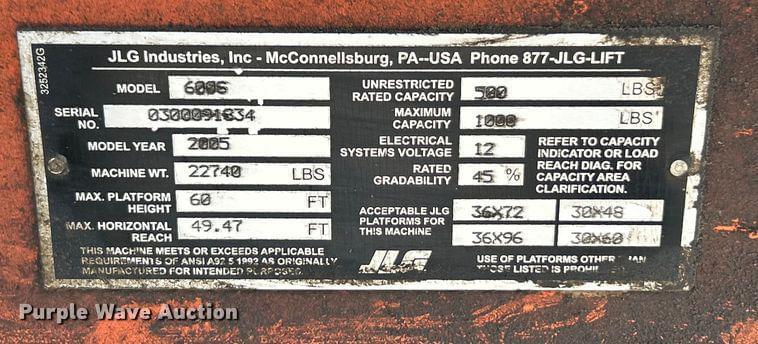 3252342G
JLG Industries, Inc - McConnellsburg, PA--USA Phone 877-JLG-LIFT
MODEL 600S
SERIAL NO. 0300091834
MODEL YEAR 2005
MACHINE WT. 22740 LBS
MAX. PLATFORM HEIGHT 60 FT
MAX. HORIZONTAL REACH 49.47 FT
THIS MACHINE MEETS OR EXCEEDS APPLICABLE
REQUIREMENTS OF ANSI A92.5 1992 AS ORIGINALLY
MANUFACTURED FOR INTENDED PURPOSES.
UNRESTRICTED RATED CAPACITY 500 LBS
MAXIMUM CAPACITY 1000 LBS
ELECTRICAL SYSTEMS VOLTAGE 12
RATED GRADABILITY 45 %
REFER TO CAPACITY
INDICATOR OR LOAD
REACH DIAG. FOR
CAPACITY AREA
CLARIFICATION.
ACCEPTABLE JLG
PLATFORMS FOR
THIS MACHINE
36X72 30X48
36X96 30X60
JLG
USE OF PLATFORMS OTHER THAN
THOSE LISTED IS PROHIBITED
Purple Wave Auction